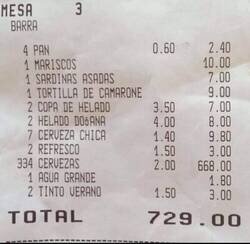 MESA 3
BARRA
4 PAN 0.60 2.40
1 MARISCOS 10.00
1 SARDINAS ASADAS 7.00
1 TORTILLA DE CAMARONE 9.00
2 COPA DE HELADO 3.50 7.00
2 HELADO DOÑANA 4.00 8.00
7 CERVEZA CHICA 1.40 9.80
2 REFRESCO 1.50 3.00
334 CERVEZAS 2.00 668.00
1 AGUA GRANDE 1.80
2 TINTO VERANO 1.50 3.00
TOTAL 729.00